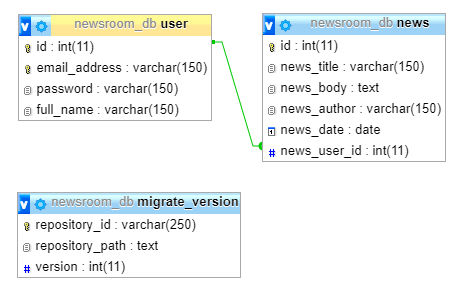 newsroom_db user
id : int(11)
email_address : varchar(150)
password : varchar(150)
full_name : varchar(150)
newsroom_db news
id : int(11)
news_title : varchar(150)
news_body : text
news_author : varchar(150)
news_date : date
# news_user_id : int(11)
newsroom_db migrate_version
repository_id : varchar(250)
repository_path : text
# version : int(11)